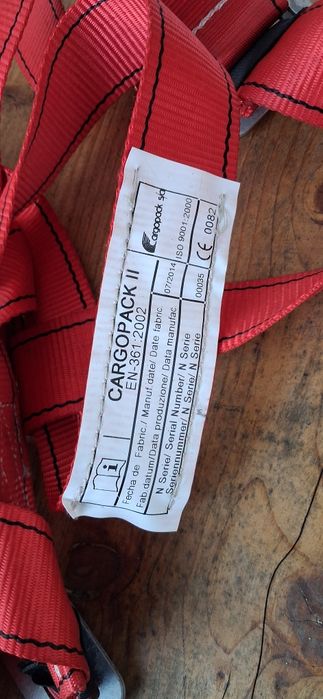 CARGOPACK II
EN-361:2002
Fecha de Fabric./ Manuf.date/ Date fabric
Fab.datum/Data produzione/ Data manufac.
07/2014
N Serie/ Serial Number/ N Serie
Seriennummer/ N Serie/ N Serie
00035
Cargopack s/a
ISO 9001:2000
CE 0082